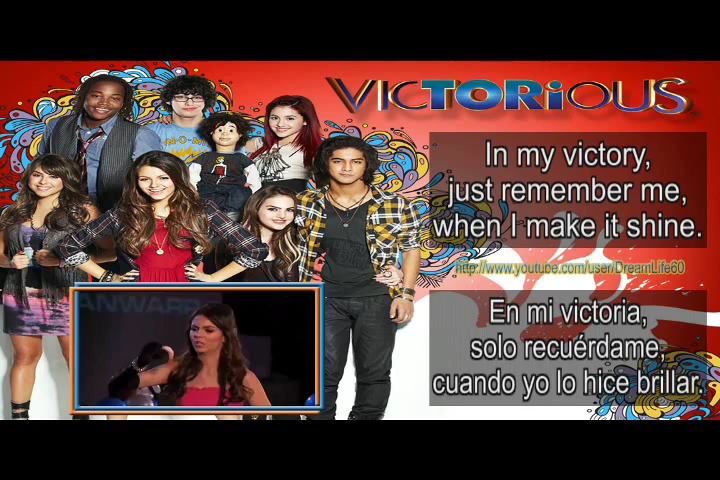 VICTORiOUS
In my victory,
just remember me,
when I make it shine.
http://www.youtube.com/user/DreamLife60
En mi victoria,
solo recuérdame,
cuando yo lo hice brillar.